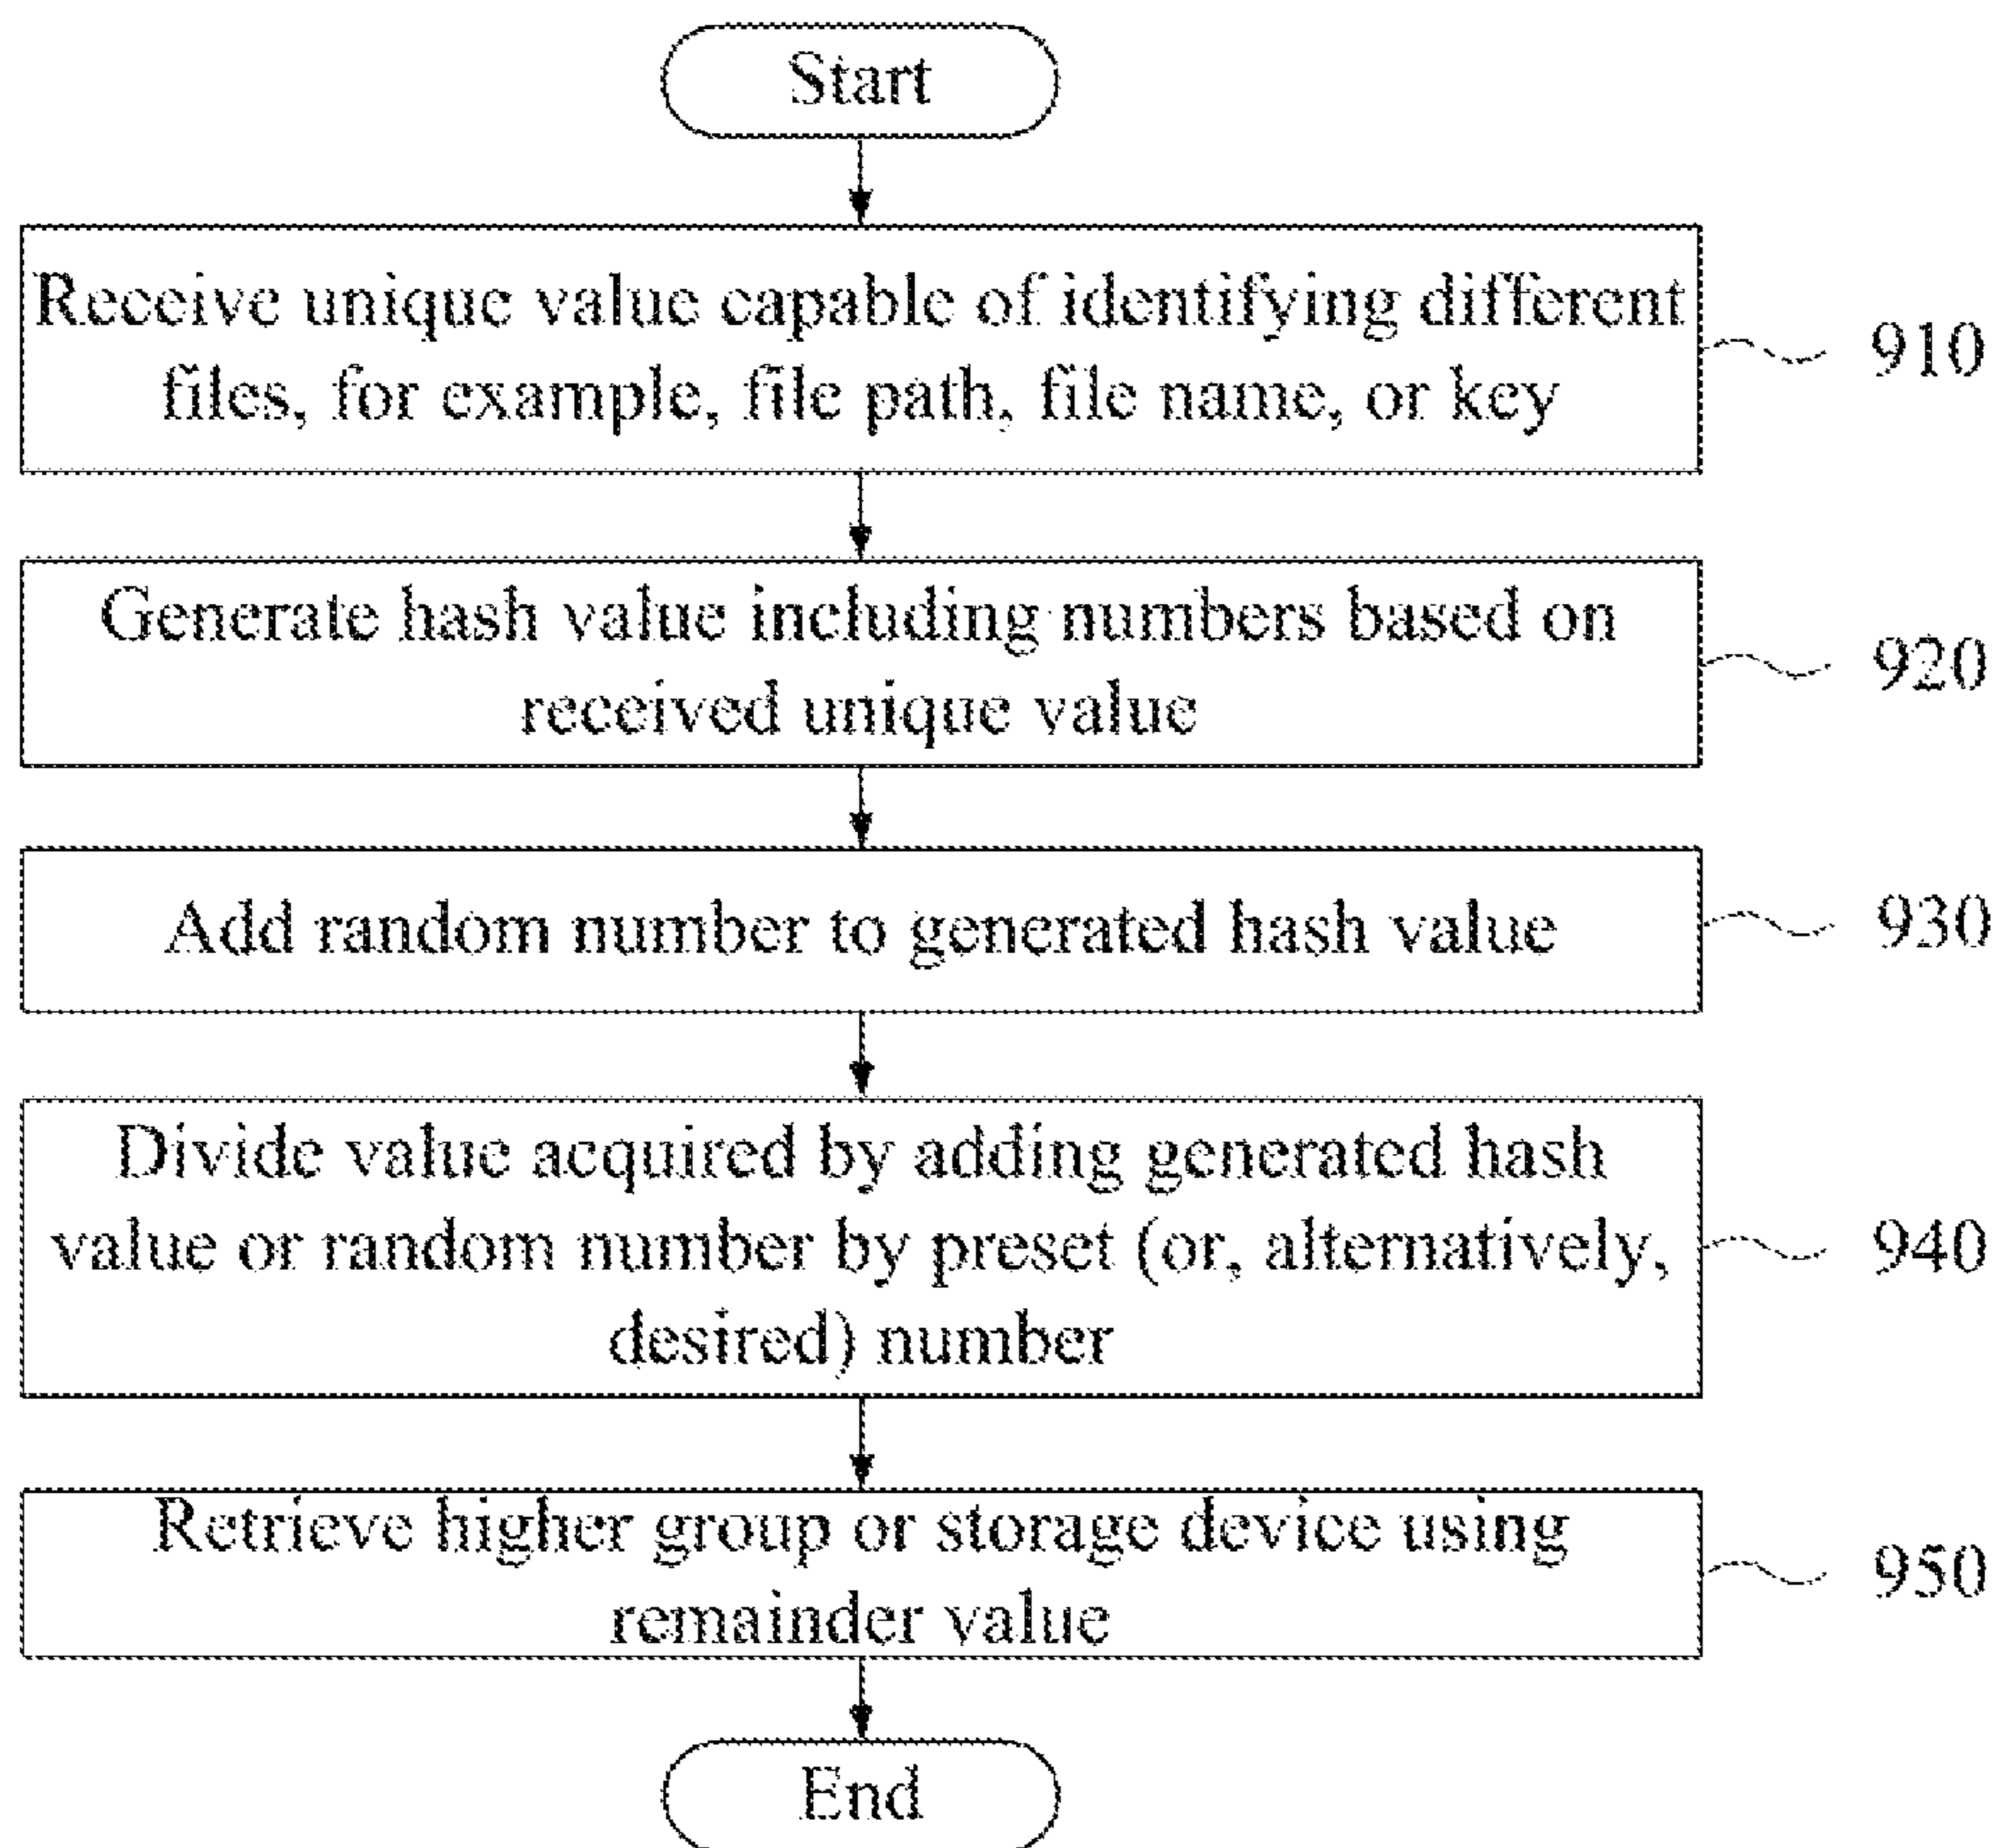 Start
Receive unique value capable of identifying different
files, for example, file path, file name, or key
910
Generate hash value including numbers based on
received unique value
920
Add random number to generated hash value
930
Divide value acquired by adding generated hash
value or random number by preset (or, alternatively,
desired) number
940
Retrieve higher group or storage device using
remainder value
950
End